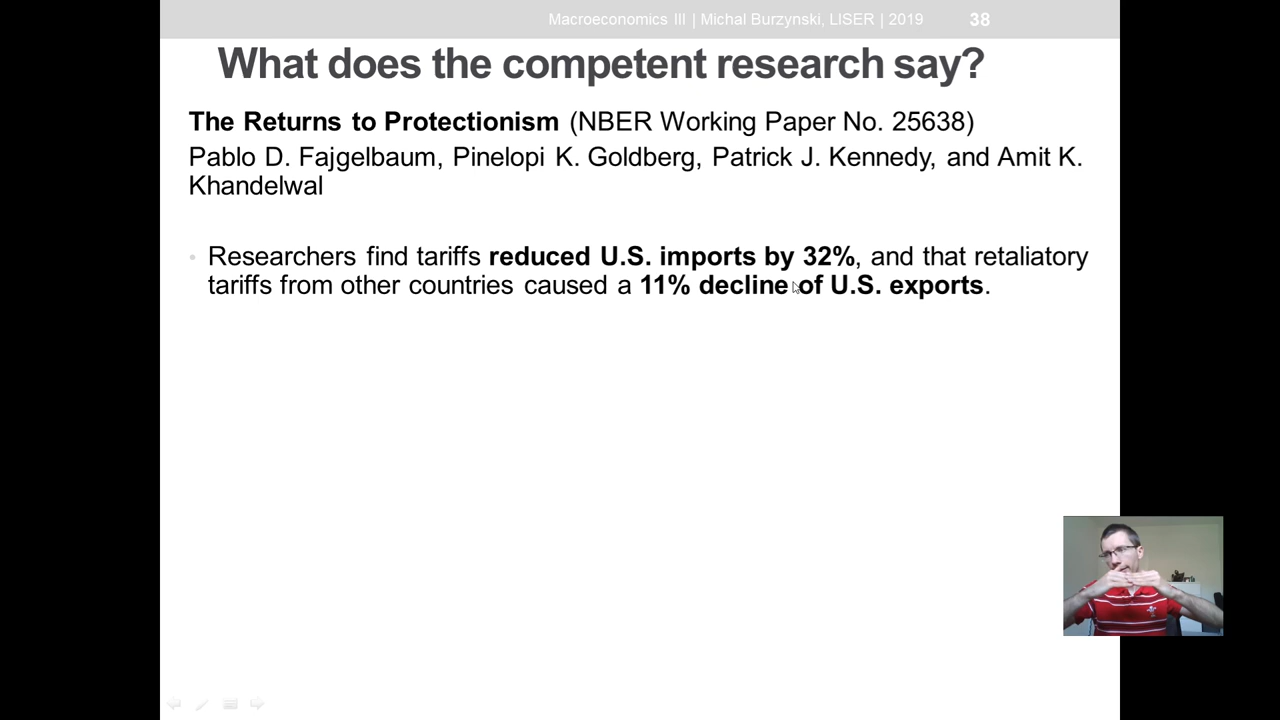 Macroeconomics III | Michal Burzynski, LISER | 2019 38
What does the competent research say?
The Returns to Protectionism (NBER Working Paper No. 25638)
Pablo D. Fajgelbaum, Pinelopi K. Goldberg, Patrick J. Kennedy, and Amit K.
Khandelwal
• Researchers find tariffs reduced U.S. imports by 32%, and that retaliatory
tariffs from other countries caused a 11% decline of U.S. exports.